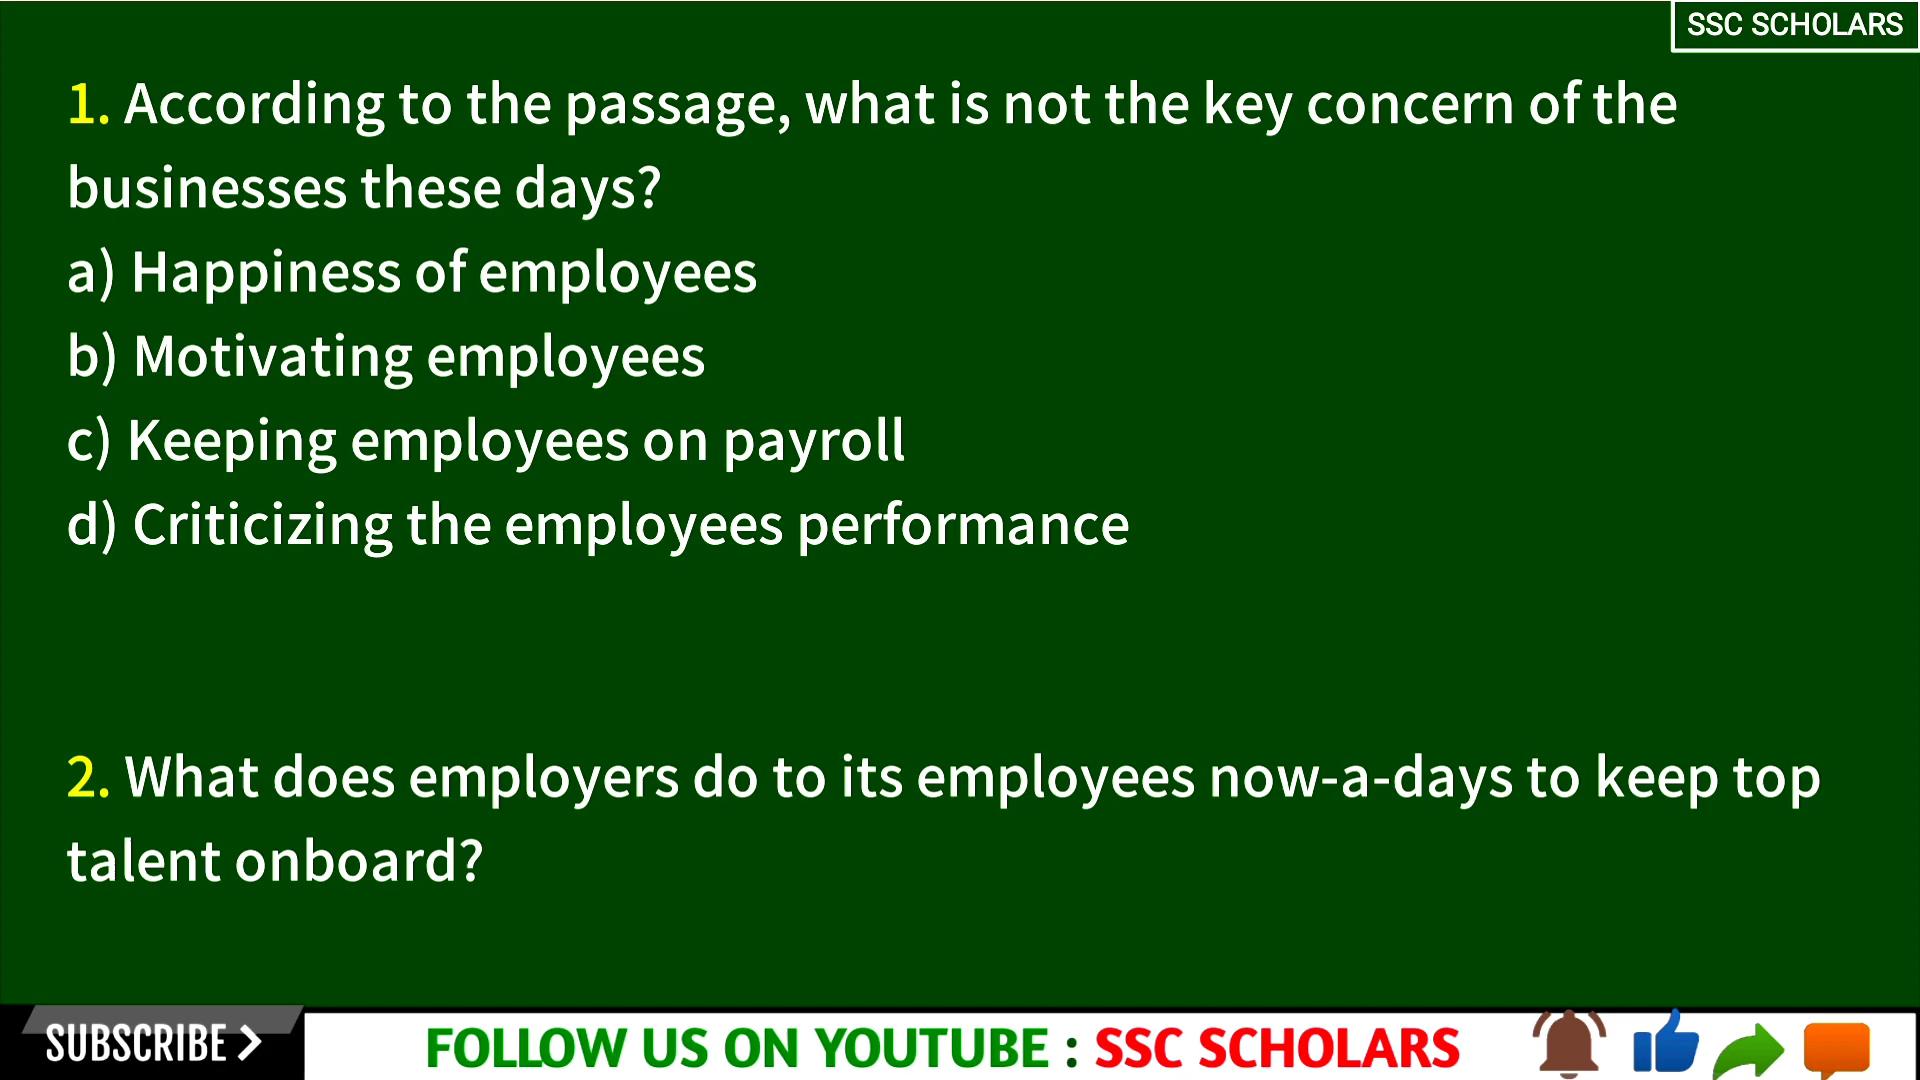 SSC SCHOLARS
1. According to the passage, what is not the key concern of the
businesses these days?
a) Happiness of employees
b) Motivating employees
c) Keeping employees on payroll
d) Criticizing the employees performance
2. What does employers do to its employees now-a-days to keep top
talent onboard?
SUBSCRIBE
FOLLOW US ON YOUTUBE : SSC SCHOLARS